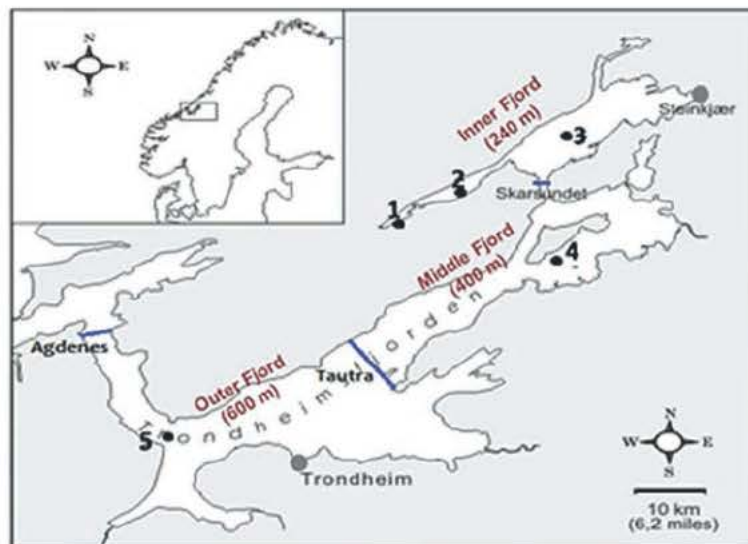 N
W E
S
Inner Fjord
(240 m)
Steinkjær
3
2
1
Skarnsundet
4
Middle Fjord
(400 m)
Agdenes
Outer Fjord
(600 m)
Tautra
Trondheimsfjorden
5
Trondheim
N
W E
S
10 km
(6,2 miles)